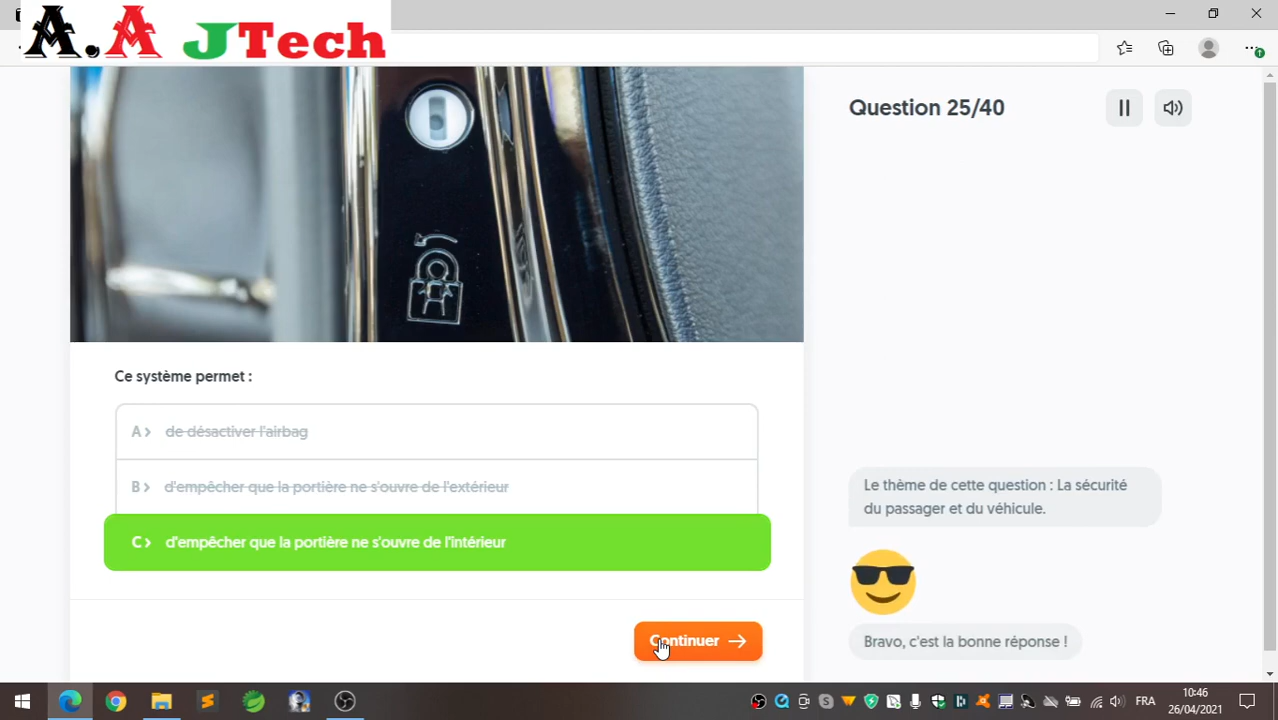 A.A JTech
Question 25/40
Ce système permet :
A > de désactiver l'airbag
B > d'empêcher que la portière ne s'ouvre de l'extérieur
C > d'empêcher que la portière ne s'ouvre de l'intérieur
Continuer →
Le thème de cette question : La sécurité
du passager et du véhicule.
Bravo, c'est la bonne réponse !
FRA
10:46
26/04/2021